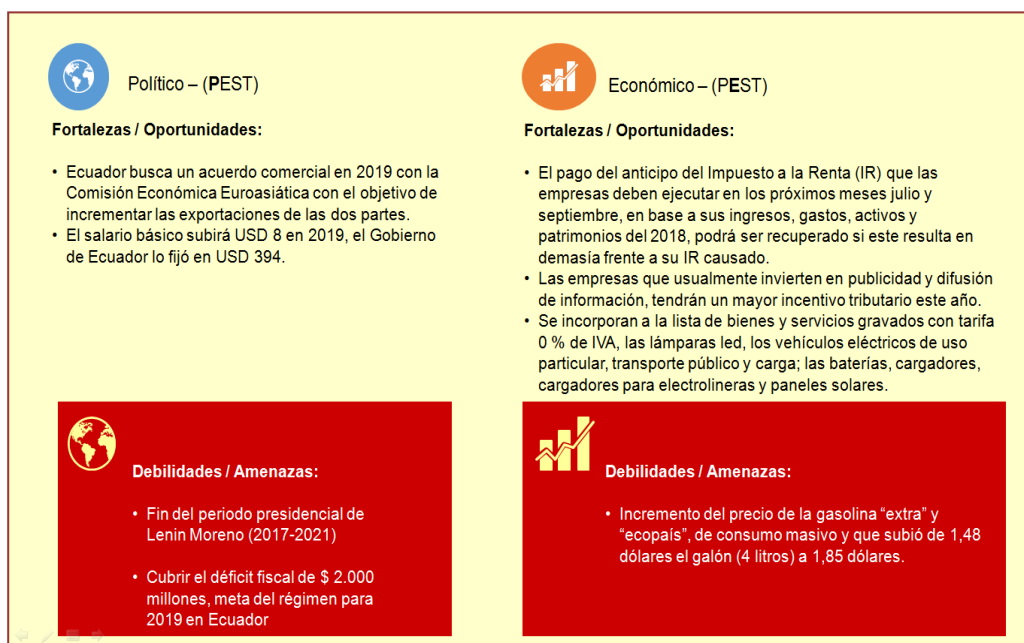 Político – (PEST)
Fortalezas / Oportunidades:
• Ecuador busca un acuerdo comercial en 2019 con la
Comisión Económica Euroasiática con el objetivo de
incrementar las exportaciones de las dos partes.
• El salario básico subirá USD 8 en 2019, el Gobierno
de Ecuador lo fijó en USD 394.
Debilidades / Amenazas:
• Fin del periodo presidencial de
Lenin Moreno (2017-2021)
• Cubrir el déficit fiscal de $ 2.000
millones, meta del régimen para
2019 en Ecuador
Económico – (PEST)
Fortalezas / Oportunidades:
• El pago del anticipo del Impuesto a la Renta (IR) que las
empresas deben ejecutar en los próximos meses julio y
septiembre, en base a sus ingresos, gastos, activos y
patrimonios del 2018, podrá ser recuperado si este resulta en
demasía frente a su IR causado.
• Las empresas que usualmente invierten en publicidad y difusión
de información, tendrán un mayor incentivo tributario este año.
• Se incorporan a la lista de bienes y servicios gravados con tarifa
0 % de IVA, las lámparas led, los vehículos eléctricos de uso
particular, transporte público y carga; las baterías, cargadores,
cargadores para electrolineras y paneles solares.
Debilidades / Amenazas:
• Incremento del precio de la gasolina “extra” y
“ecopaís”, de consumo masivo y que subió de 1,48
dólares el galón (4 litros) a 1,85 dólares.